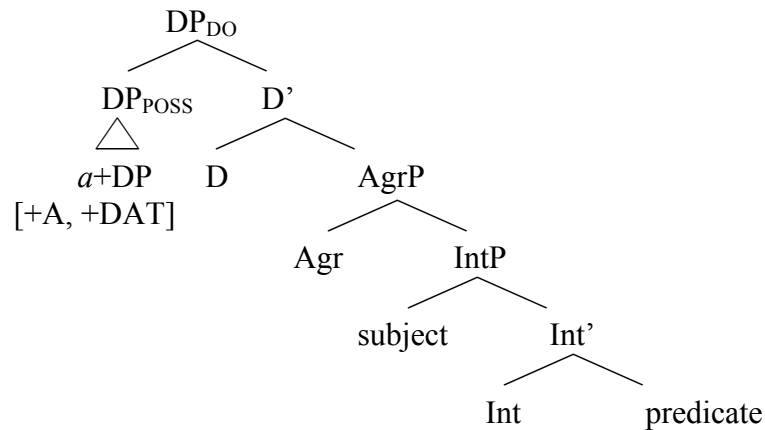 DP_DO
DP_POSS D’
a+DP D AgrP
[+A, +DAT]
Agr IntP
subject Int’
Int predicate